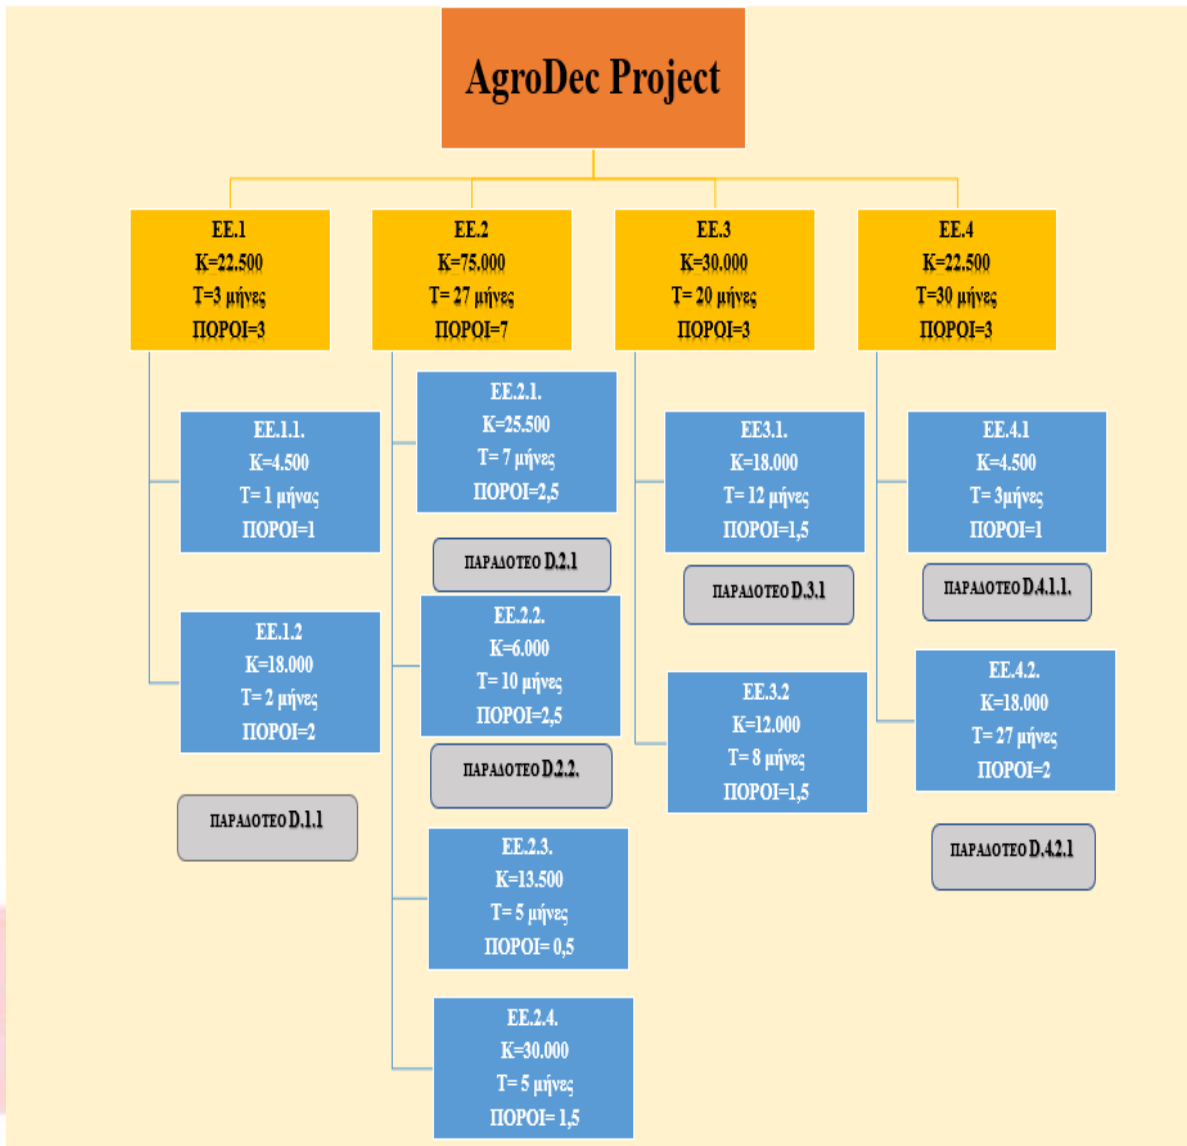 AgroDec Project
ΕΕ.1
Κ=22.500
Τ=3 μήνες
ΠΟΡΟΙ=3
ΕΕ.1.1.
Κ=4.500
Τ= 1 μήνας
ΠΟΡΟΙ=1
ΕΕ.1.2
Κ=18.000
Τ= 2 μήνες
ΠΟΡΟΙ=2
ΠΑΡΑΔΟΤΕΟ D.1.1
ΕΕ.2
Κ=75.000
Τ= 27 μήνες
ΠΟΡΟΙ=7
ΕΕ.2.1.
Κ=25.500
Τ= 7 μήνες
ΠΟΡΟΙ=2,5
ΠΑΡΑΔΟΤΕΟ D.2.1
ΕΕ.2.2.
Κ=6.000
Τ= 10 μήνες
ΠΟΡΟΙ=2,5
ΠΑΡΑΔΟΤΕΟ D.2.2.
ΕΕ.2.3.
Κ=13.500
Τ= 5 μήνες
ΠΟΡΟΙ= 0,5
ΕΕ.2.4.
Κ=30.000
Τ= 5 μήνες
ΠΟΡΟΙ= 1,5
ΕΕ.3
Κ=30.000
Τ= 20 μήνες
ΠΟΡΟΙ=3
ΕΕ3.1.
Κ=18.000
Τ= 12 μήνες
ΠΟΡΟΙ=1,5
ΠΑΡΑΔΟΤΕΟ D.3.1
ΕΕ.3.2
Κ=12.000
Τ= 8 μήνες
ΠΟΡΟΙ=1,5
ΕΕ.4
Κ=22.500
Τ=30 μήνες
ΠΟΡΟΙ=3
ΕΕ.4.1
Κ=4.500
Τ= 3μήνες
ΠΟΡΟΙ=1
ΠΑΡΑΔΟΤΕΟ D.4.1.1.
ΕΕ.4.2.
Κ=18.000
Τ= 27 μήνες
ΠΟΡΟΙ=2
ΠΑΡΑΔΟΤΕΟ D.4.2.1